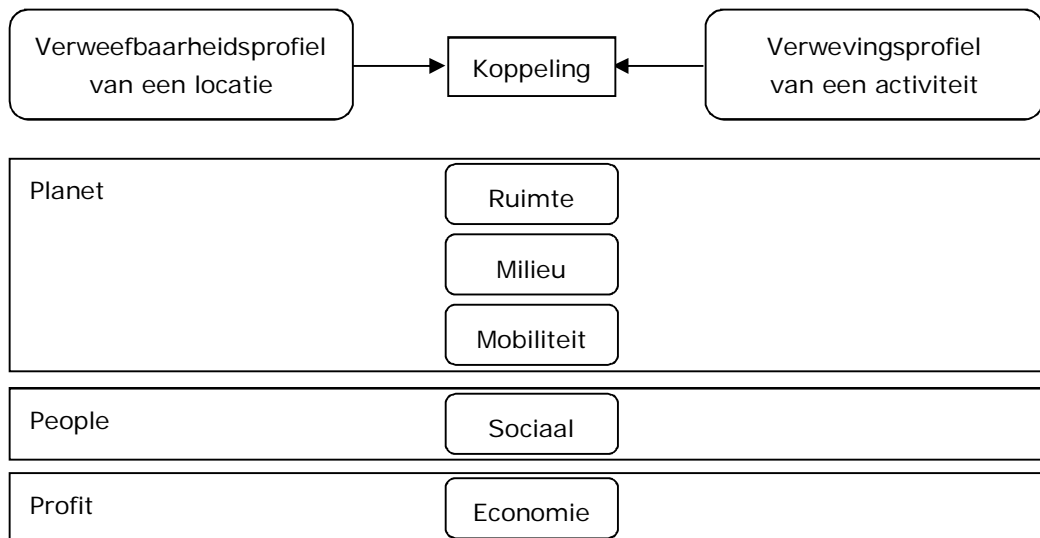 Verweefbaarheidsprofiel
van een locatie
Koppeling
Verwevingsprofiel
van een activiteit
Planet
Ruimte
Milieu
Mobiliteit
People
Sociaal
Profit
Economie